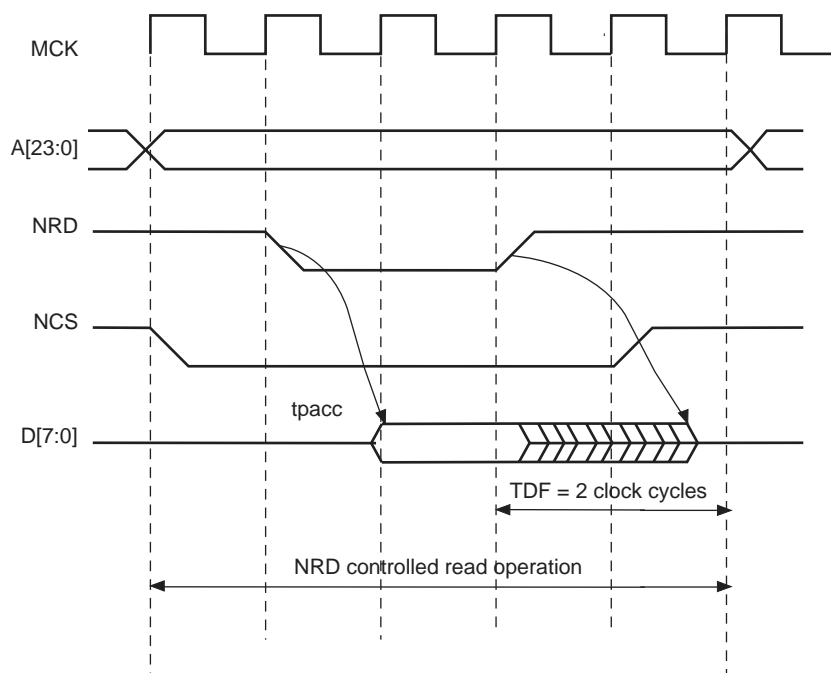 MCK
A[23:0]
NRD
NCS
tpacc
D[7:0]
TDF = 2 clock cycles
NRD controlled read operation